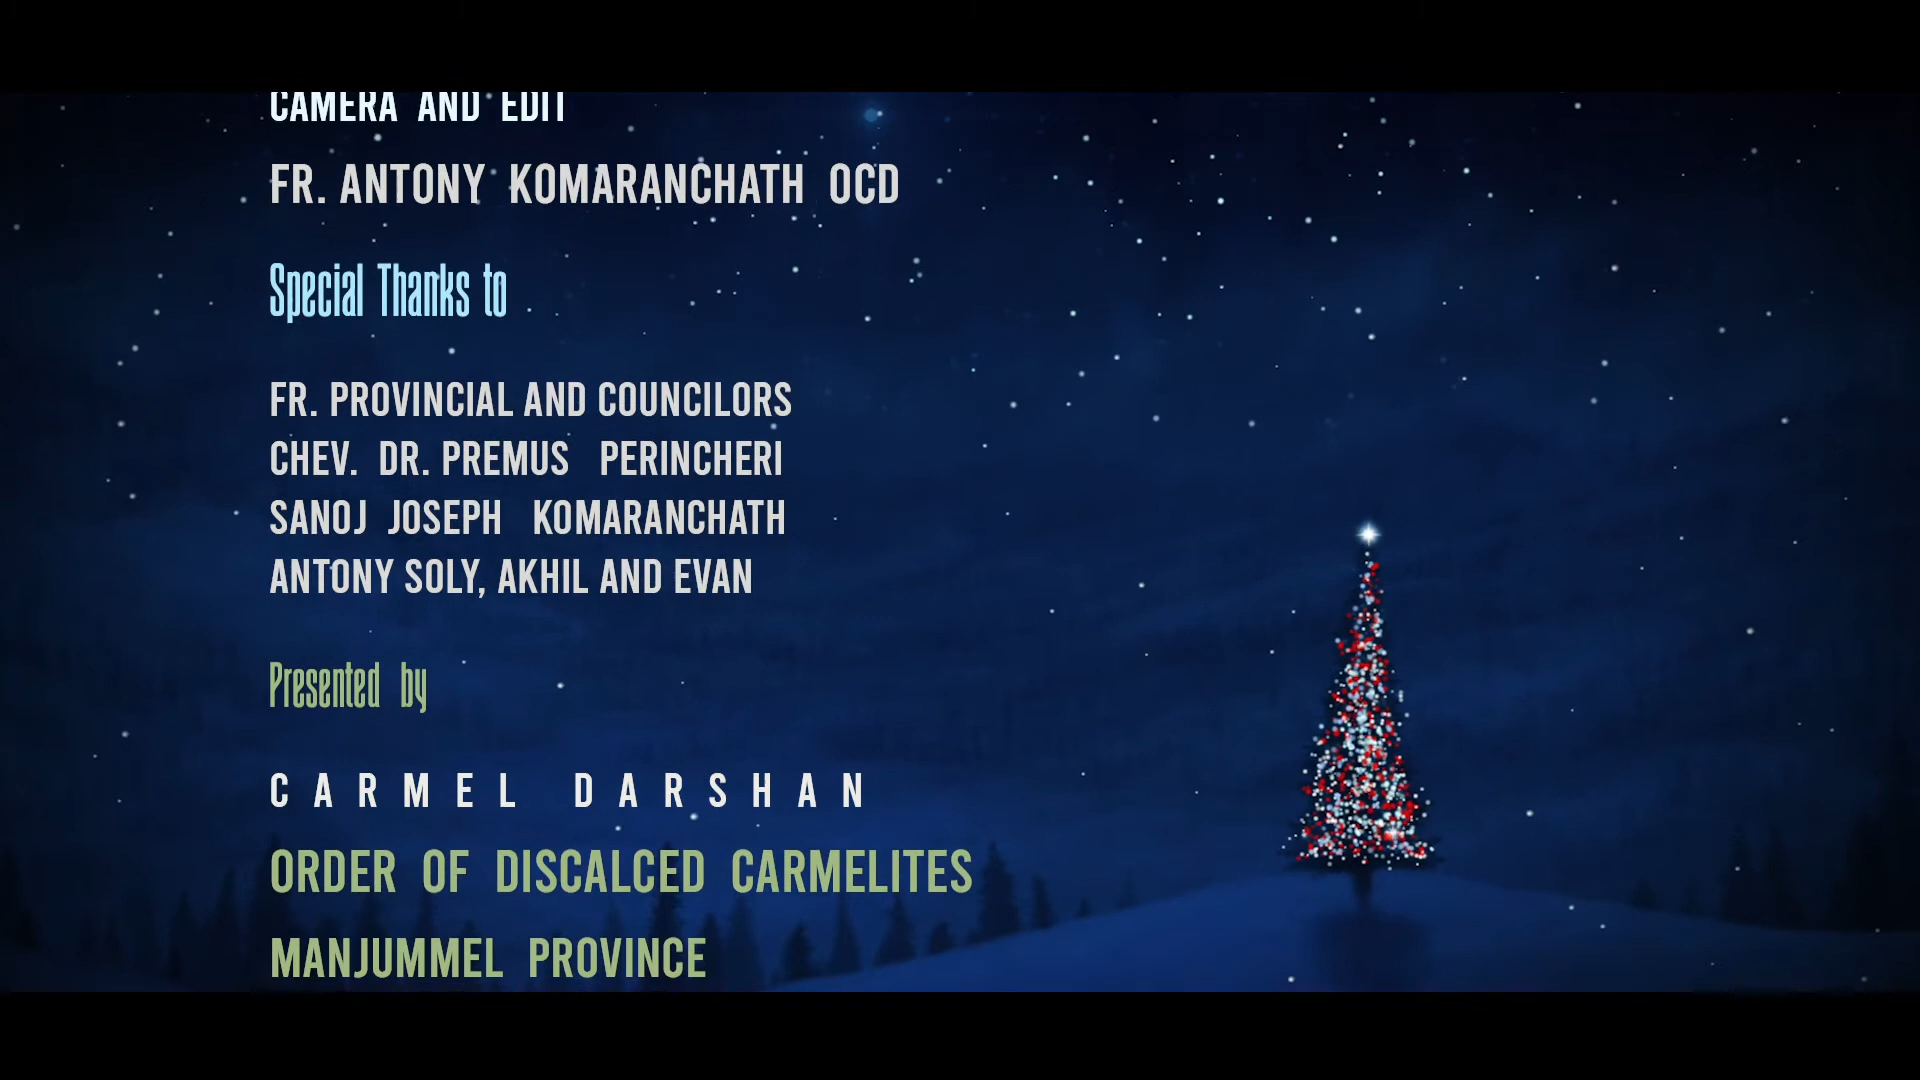 CAMERA AND EDIT
FR. ANTONY KOMARANCHATH OCD
Special Thanks to
FR. PROVINCIAL AND COUNCILORS
CHEV. DR. PREMUS PERINCHERI
SANOJ JOSEPH KOMARANCHATH
ANTONY SOLY, AKHIL AND EVAN
Presented by
CARMEL DARSHAN
ORDER OF DISCALCED CARMELITES
MANJUMMEL PROVINCE